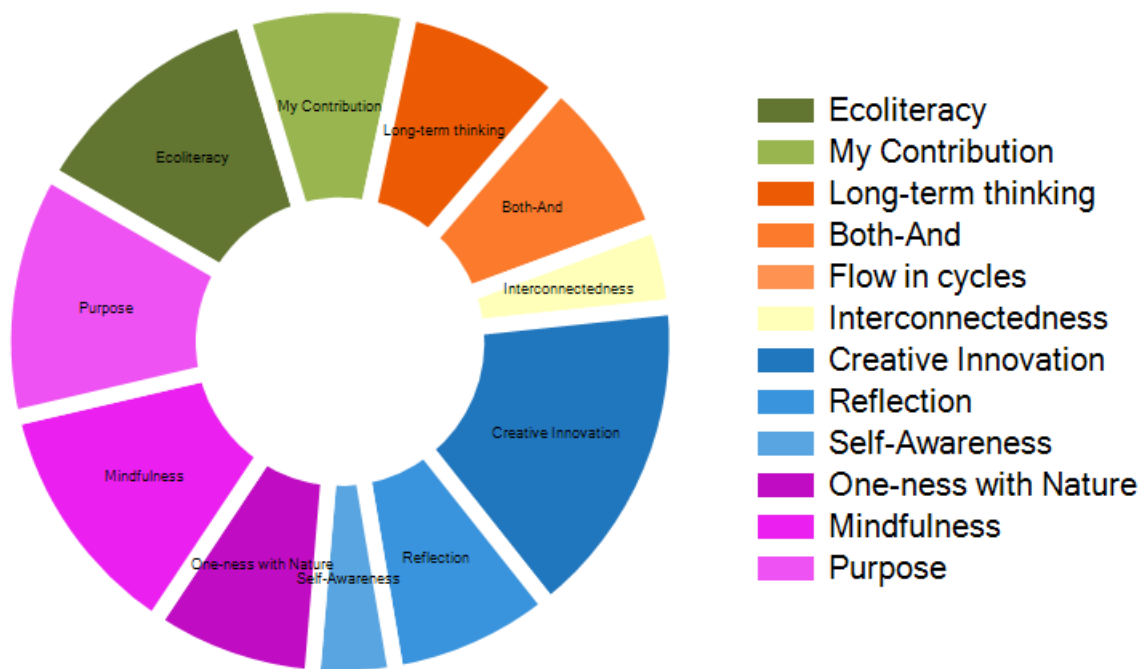 My Contribution
Long-term thinking
Ecoliteracy
Both-And
Interconnectedness
Purpose
Creative Innovation
Mindfulness
Reflection
One-ness with Nature
Self-Awareness
Ecoliteracy
My Contribution
Long-term thinking
Both-And
Flow in cycles
Interconnectedness
Creative Innovation
Reflection
Self-Awareness
One-ness with Nature
Mindfulness
Purpose